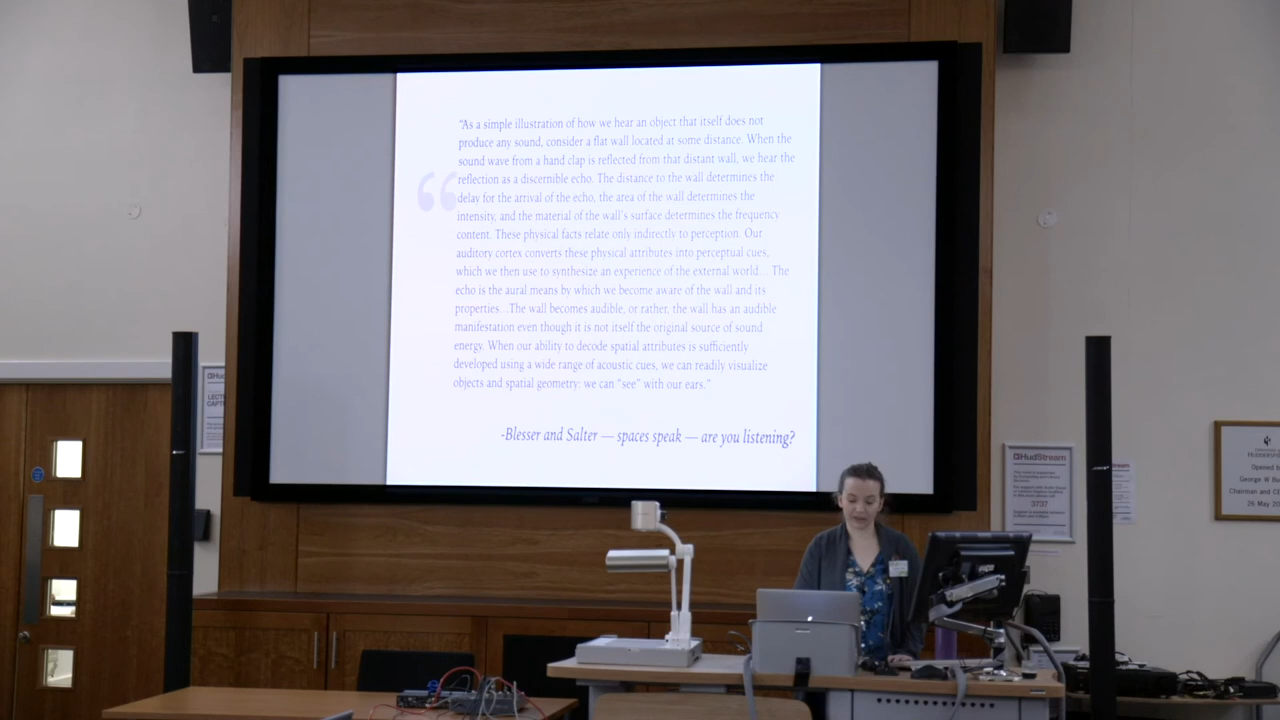 “As a simple illustration of how we hear an object that itself does not
produce any sound, consider a flat wall located at some distance. When the
sound wave from a hand clap is reflected from that distant wall, we hear the
reflection as a discernible echo. The distance to the wall determines the
delay for the arrival of the echo, the area of the wall determines the
intensity, and the material of the wall's surface determines the frequency
content. These physical facts relate only indirectly to perception. Our
auditory cortex converts these physical attributes into perceptual cues,
which we then use to synthesize an experience of the external world... The
echo is the aural means by which we become aware of the wall and its
properties...The wall becomes audible, or rather, the wall has an audible
manifestation even though it is not itself the original source of sound
energy. When our ability to decode spatial attributes is sufficiently
developed using a wide range of acoustic cues, we can readily visualize
objects and spatial geometry: we can “see” with our ears.”
-Blesser and Salter — spaces speak — are you listening?
HudStream
3737
Opened
George W
Chairman and
26 May